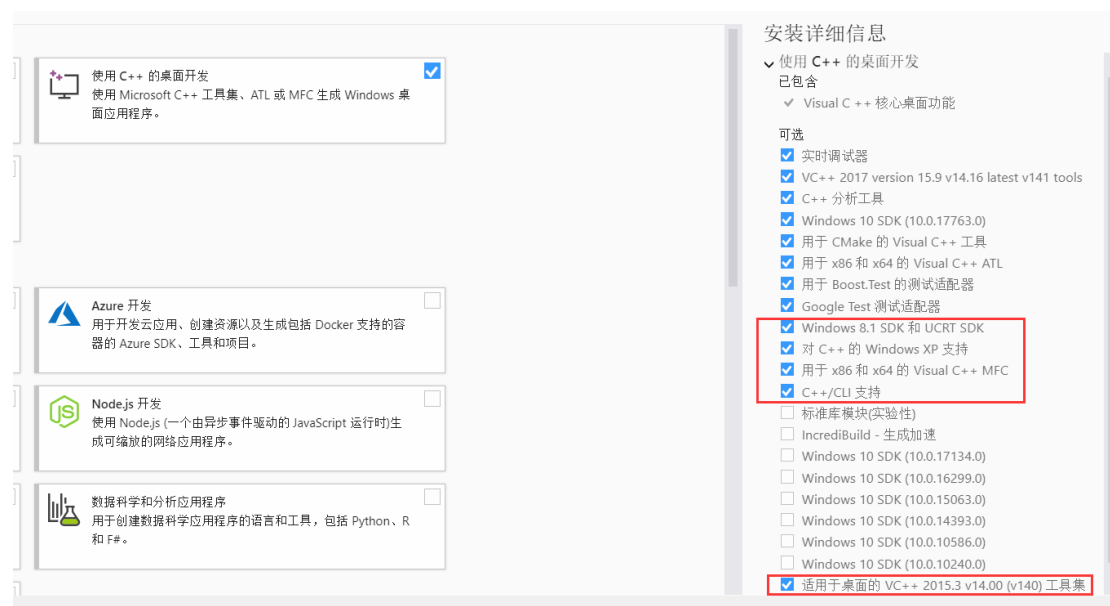 使用 C++ 的桌面开发
使用 Microsoft C++ 工具集、ATL 或 MFC 生成 Windows 桌
面应用程序。
Azure 开发
用于开发云应用、创建资源以及生成包括 Docker 支持的容
器的 Azure SDK、工具和项目。
Node.js 开发
使用 Node.js (一个由异步事件驱动的 JavaScript 运行时)生
成可缩放的网络应用程序。
数据科学和分析应用程序
用于创建数据科学应用程序的语言和工具，包括 Python、R
和 F#。
安装详细信息
使用 C++ 的桌面开发
已包含
Visual C ++ 核心桌面功能
可选
实时调试器
VC++ 2017 version 15.9 v14.16 latest v141 tools
C++ 分析工具
Windows 10 SDK (10.0.17763.0)
用于 CMake 的 Visual C++ 工具
用于 x86 和 x64 的 Visual C++ ATL
用于 Boost.Test 的测试适配器
Google Test 测试适配器
Windows 8.1 SDK 和 UCRT SDK
对 C++ 的 Windows XP 支持
用于 x86 和 x64 的 Visual C++ MFC
C++/CLI 支持
标准库模块(实验性)
IncrediBuild - 生成加速
Windows 10 SDK (10.0.17134.0)
Windows 10 SDK (10.0.16299.0)
Windows 10 SDK (10.0.15063.0)
Windows 10 SDK (10.0.14393.0)
Windows 10 SDK (10.0.10586.0)
Windows 10 SDK (10.0.10240.0)
适用于桌面的 VC++ 2015.3 v14.00 (v140) 工具集